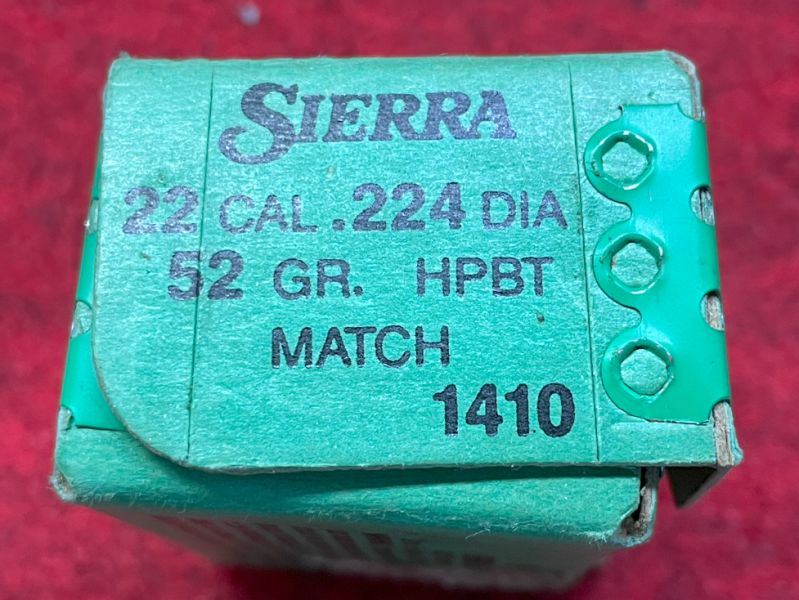 SIERRA
22 CAL .224 DIA
52 GR. HPBT
MATCH
1410